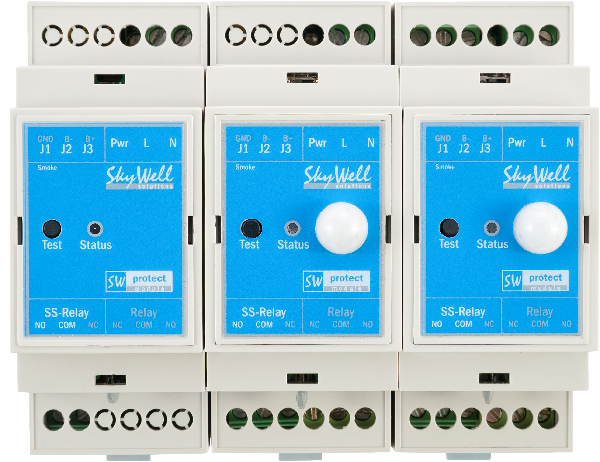 GND B- B+
J1 J2 J3 Pwr L N
Smoke
SkyWell
solutions
Test Status
SW protect
module
SS-Relay Relay
NO COM NC NC COM NO
GND B- B+
J1 J2 J3 Pwr L N
Smoke
SkyWell
solutions
Test Status
SW protect
module
SS-Relay Relay
NO COM NC NC COM NO
GND B- B+
J1 J2 J3 Pwr L N
Smoke
SkyWell
solutions
Test Status
SW protect
module
SS-Relay Relay
NO COM NC NC COM NO